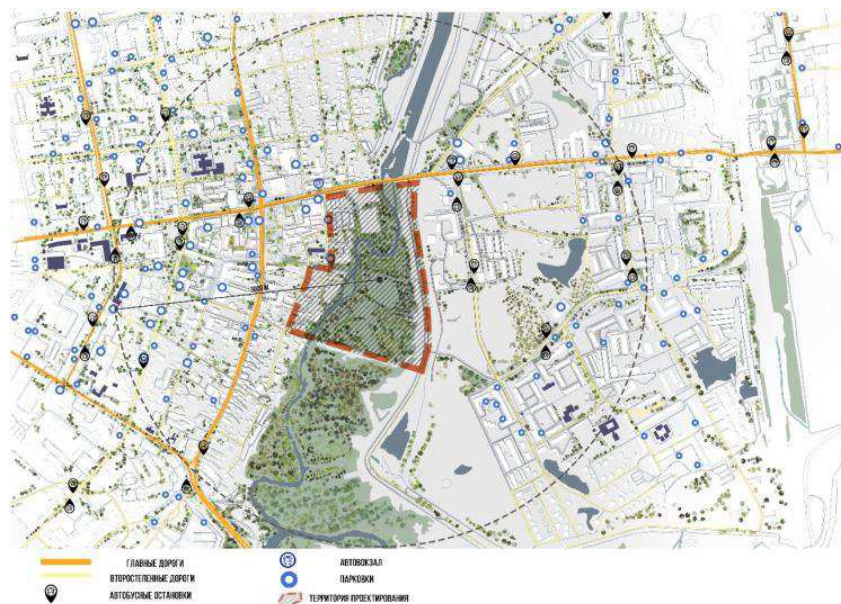 ГЛАВНЫЕ ДОРОГИ
ВТОРОСТЕПЕННЫЕ ДОРОГИ
АВТОБУСНЫЕ ОСТАНОВКИ
АВТОВОКЗАЛ
ПАРКОВКИ
ТЕРРИТОРИЯ ПРОЕКТИРОВАНИЯ